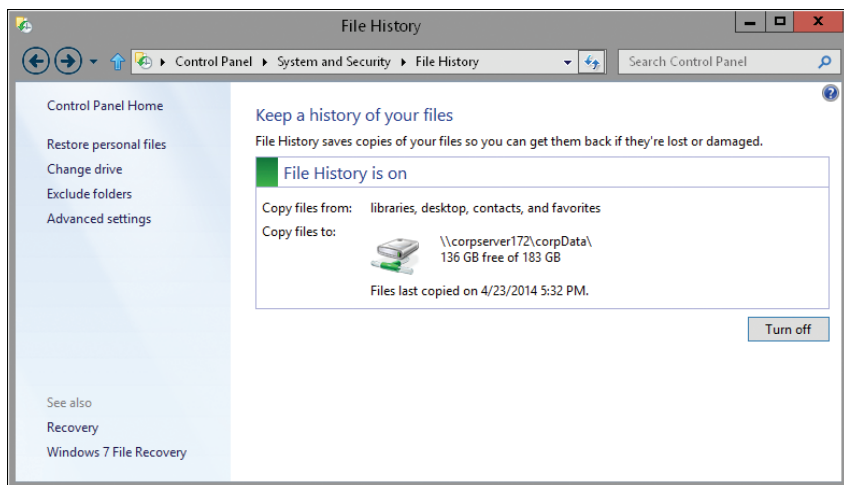 File History
Control Panel ▸ System and Security ▸ File History
Search Control Panel
Control Panel Home
Restore personal files
Change drive
Exclude folders
Advanced settings
See also
Recovery
Windows 7 File Recovery
Keep a history of your files
File History saves copies of your files so you can get them back if they're lost or damaged.
File History is on
Copy files from: libraries, desktop, contacts, and favorites
Copy files to:
\\corpserver172\corpData\
136 GB free of 183 GB
Files last copied on 4/23/2014 5:32 PM.
Turn off